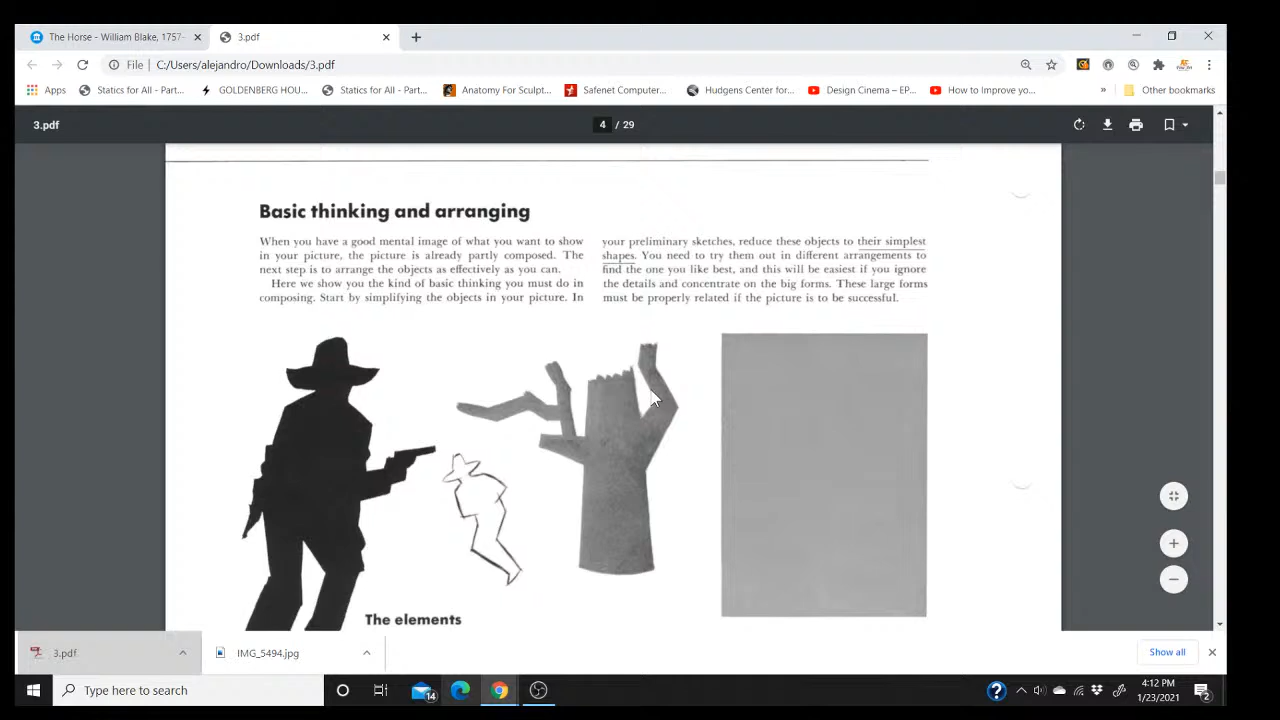 The Horse - William Blake, 1757-
3.pdf
File | C:/Users/alejandro/Downloads/3.pdf
Apps
Statics for All - Part...
GOLDENBERG HOU...
Statics for All - Part...
Anatomy For Sculpt...
Safenet Computer...
Hudgens Center for...
Design Cinema – EP...
How to Improve yo...
Other bookmarks
3.pdf
4 / 29
Basic thinking and arranging
When you have a good mental image of what you want to show
in your picture, the picture is already partly composed. The
next step is to arrange the objects as effectively as you can.
Here we show you the kind of basic thinking you must do in
composing. Start by simplifying the objects in your picture. In
your preliminary sketches, reduce these objects to their simplest
shapes. You need to try them out in different arrangements to
find the one you like best, and this will be easiest if you ignore
the details and concentrate on the big forms. These large forms
must be properly related if the picture is to be successful.
The elements
3.pdf
IMG_5494.jpg
Show all
Type here to search
14
4:12 PM
1/23/2021
2